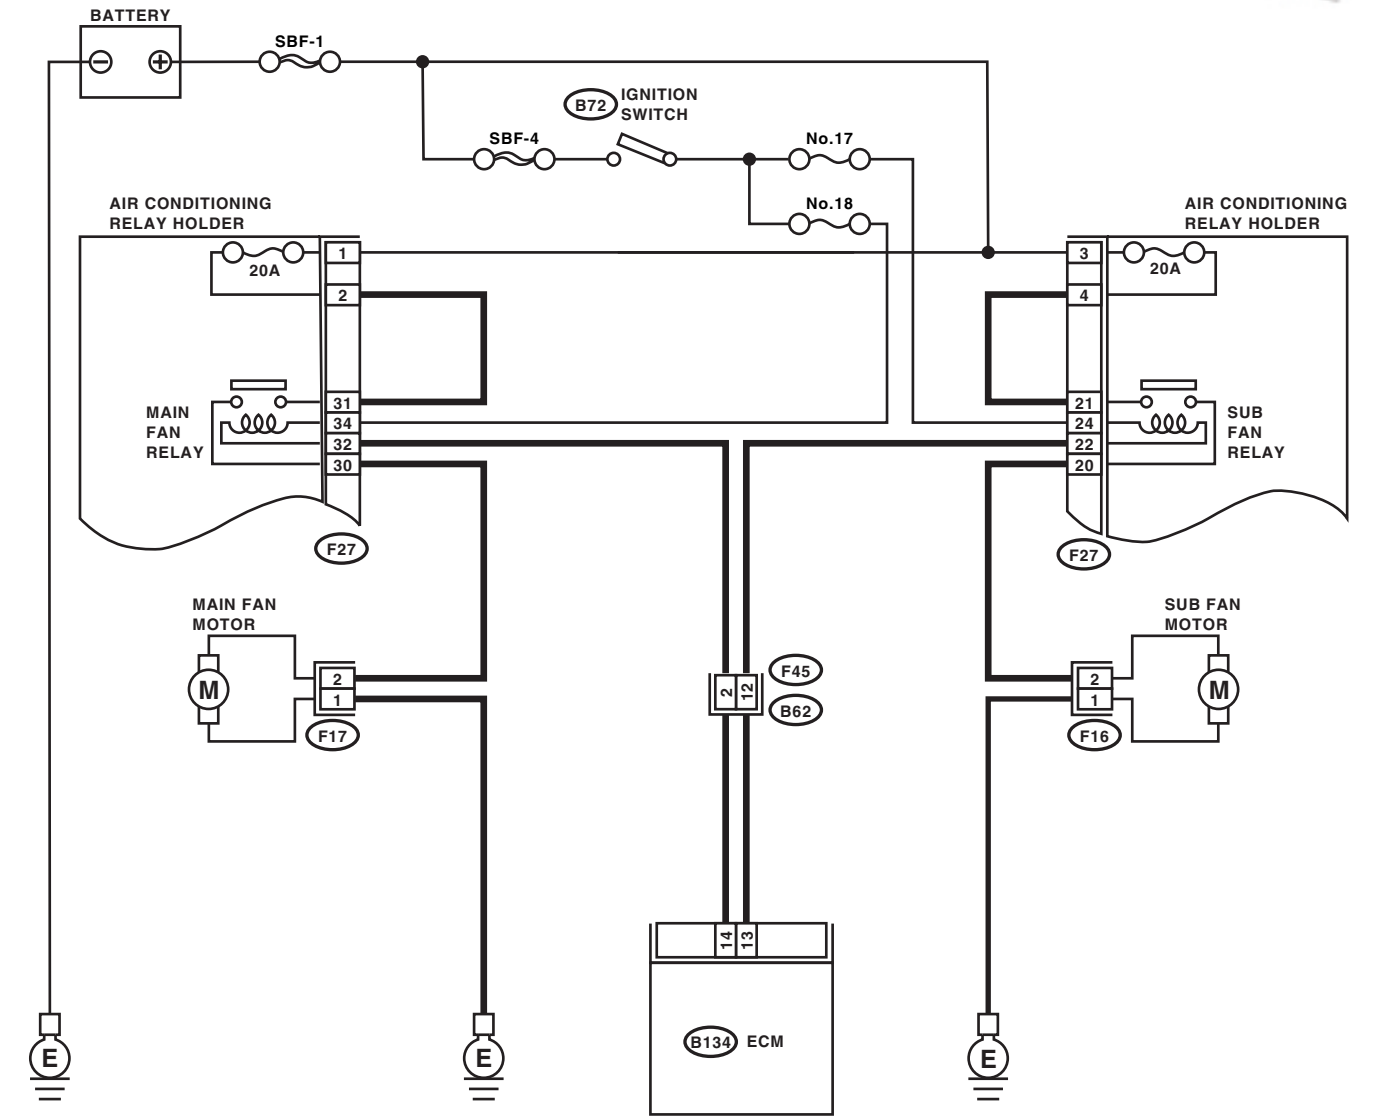 BATTERY
SBF-1
B72
IGNITION
SWITCH
SBF-4
No.17
No.18
AIR CONDITIONING
RELAY HOLDER
AIR CONDITIONING
RELAY HOLDER
20A
1
3
20A
2
4
MAIN
FAN
RELAY
31
34
32
30
21
24
22
20
SUB
FAN
RELAY
F27
F27
MAIN FAN
MOTOR
SUB FAN
MOTOR
M
2
1
F17
2
12
F45
B62
2
1
F16
M
14
13
B134
ECM
E
E
E